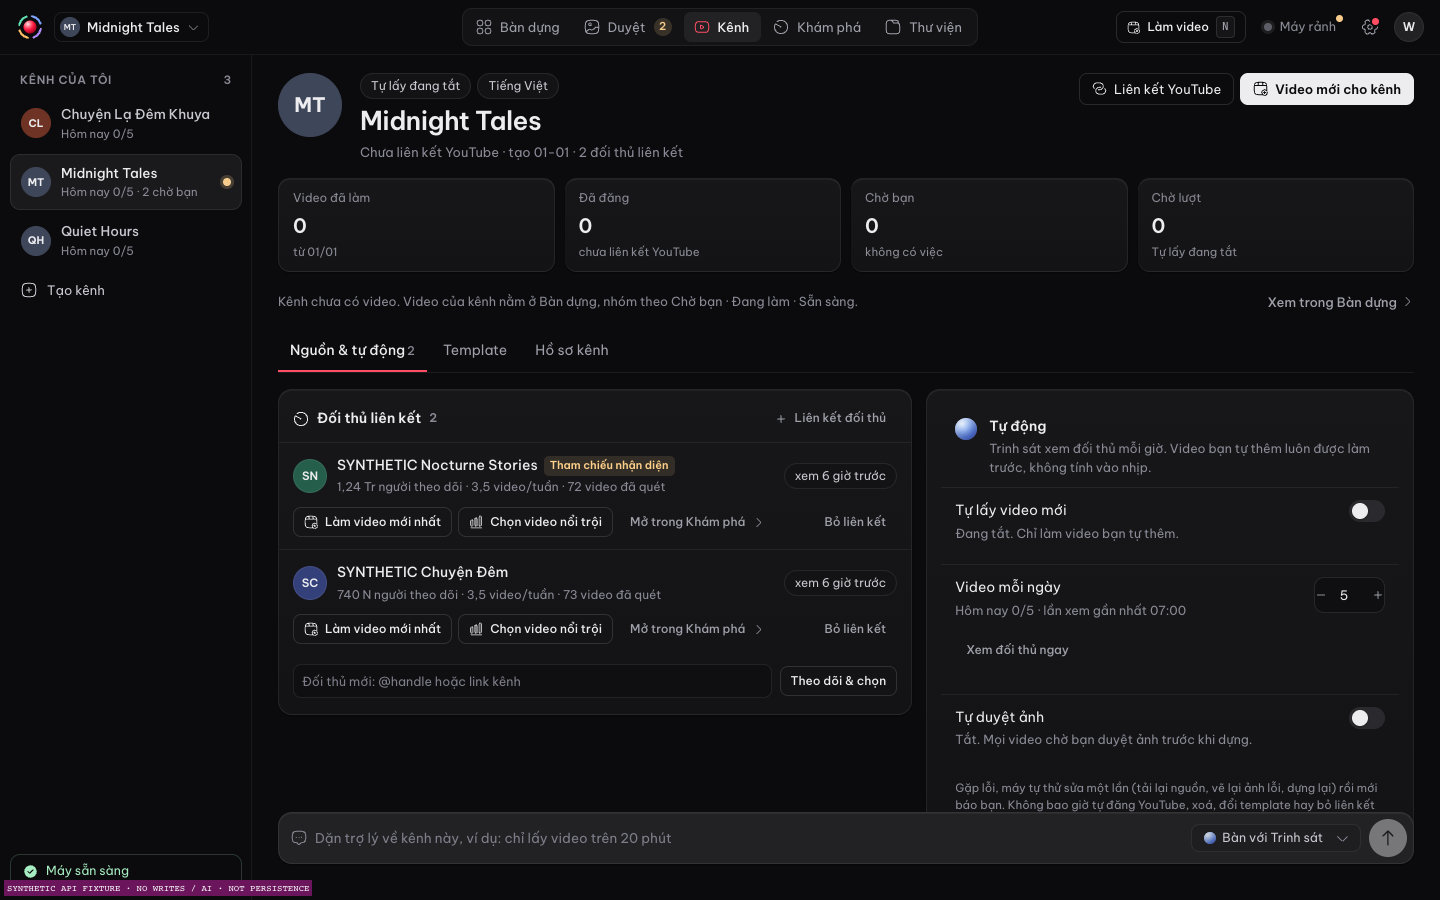 MT Midnight Tales
Bàn dựng
Duyệt 2
Kênh
Khám phá
Thư viện
Làm video N
Máy rảnh
W
KÊNH CỦA TÔI 3
CL
Chuyện Lạ Đêm Khuya
Hôm nay 0/5
MT
Midnight Tales
Hôm nay 0/5 · 2 chờ bạn
QH
Quiet Hours
Hôm nay 0/5
Tạo kênh
Máy sẵn sàng
SYNTHETIC API FIXTURE · NO WRITES / AI · NOT PERSISTENCE
MT
Tự lấy đang tắt
Tiếng Việt
Midnight Tales
Chưa liên kết YouTube · tạo 01-01 · 2 đối thủ liên kết
Liên kết YouTube
Video mới cho kênh
Video đã làm
0
từ 01/01
Đã đăng
0
chưa liên kết YouTube
Chờ bạn
0
không có việc
Chờ lượt
0
Tự lấy đang tắt
Kênh chưa có video. Video của kênh nằm ở Bàn dựng, nhóm theo Chờ bạn · Đang làm · Sẵn sàng.
Xem trong Bàn dựng
Nguồn & tự động 2
Template
Hồ sơ kênh
Đối thủ liên kết 2
+ Liên kết đối thủ
SN
SYNTHETIC Nocturne Stories
Tham chiếu nhận diện
1,24 Tr người theo dõi · 3,5 video/tuần · 72 video đã quét
xem 6 giờ trước
Làm video mới nhất
Chọn video nổi trội
Mở trong Khám phá
Bỏ liên kết
SC
SYNTHETIC Chuyện Đêm
740 N người theo dõi · 3,5 video/tuần · 73 video đã quét
xem 6 giờ trước
Làm video mới nhất
Chọn video nổi trội
Mở trong Khám phá
Bỏ liên kết
Đối thủ mới: @handle hoặc link kênh
Theo dõi & chọn
Tự động
Trinh sát xem đối thủ mỗi giờ. Video bạn tự thêm luôn được làm
trước, không tính vào nhịp.
Tự lấy video mới
Đang tắt. Chỉ làm video bạn tự thêm.
Video mỗi ngày
Hôm nay 0/5 · lần xem gần nhất 07:00
− 5 +
Xem đối thủ ngay
Tự duyệt ảnh
Tắt. Mọi video chờ bạn duyệt ảnh trước khi dựng.
Gặp lỗi, máy tự thử sửa một lần (tải lại nguồn, vẽ lại ảnh lỗi, dựng lại) rồi mới
báo bạn. Không bao giờ tự đăng YouTube, xoá, đổi template hay bỏ liên kết
Dặn trợ lý về kênh này, ví dụ: chỉ lấy video trên 20 phút
Bàn với Trinh sát